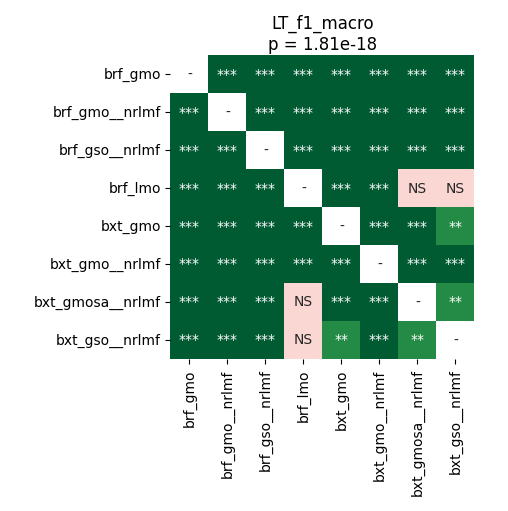 LT_f1_macro
p = 1.81e-18
brf_gmo - *** *** *** *** *** *** ***
brf_gmo__nrlmf *** - *** *** *** *** *** ***
brf_gso__nrlmf *** *** - *** *** *** *** ***
brf_lmo *** *** *** - *** *** NS NS
bxt_gmo *** *** *** *** - *** *** **
bxt_gmo__nrlmf *** *** *** *** *** - *** ***
bxt_gmosa__nrlmf *** *** *** NS *** *** - **
bxt_gso__nrlmf *** *** *** NS ** *** ** -
brf_gmo
brf_gmo__nrlmf
brf_gso__nrlmf
brf_lmo
bxt_gmo
bxt_gmo__nrlmf
bxt_gmosa__nrlmf
bxt_gso__nrlmf